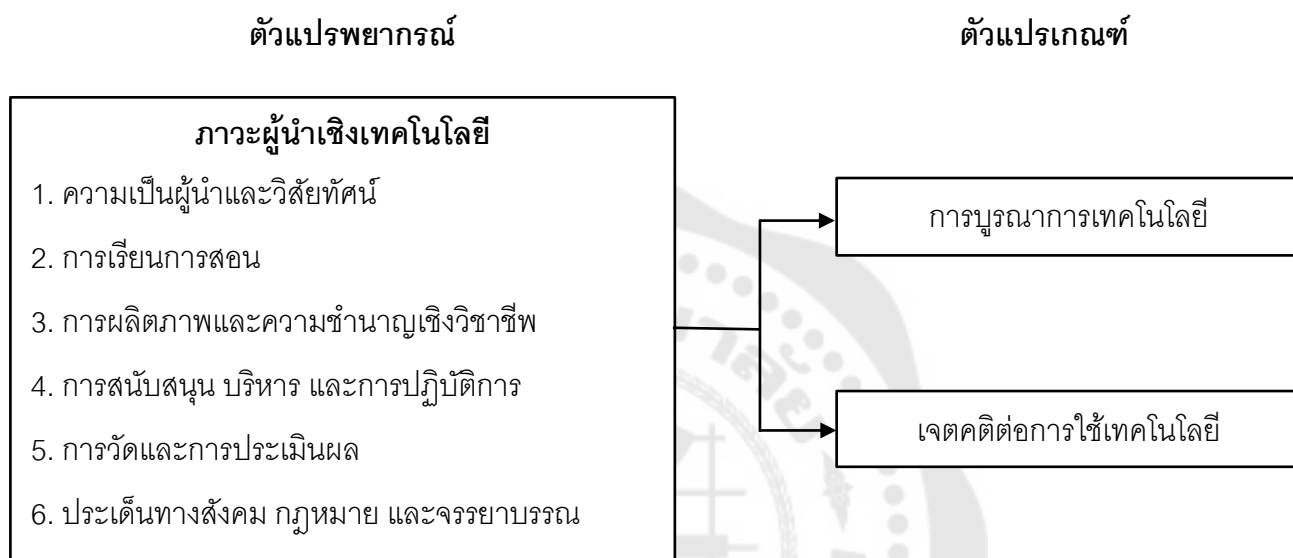 ตัวแปรพยากรณ์
ตัวแปรเกณฑ์
ภาวะผู้นำเชิงเทคโนโลยี
1. ความเป็นผู้นำและวิสัยทัศน์
2. การเรียนการสอน
3. การผลิตภาพและความชำนาญเชิงวิชาชีพ
4. การสนับสนุน บริหาร และการปฏิบัติการ
5. การวัดและการประเมินผล
6. ประเด็นทางสังคม กฎหมาย และจรรยาบรรณ
การบูรณาการเทคโนโลยี
เจตคติต่อการใช้เทคโนโลยี